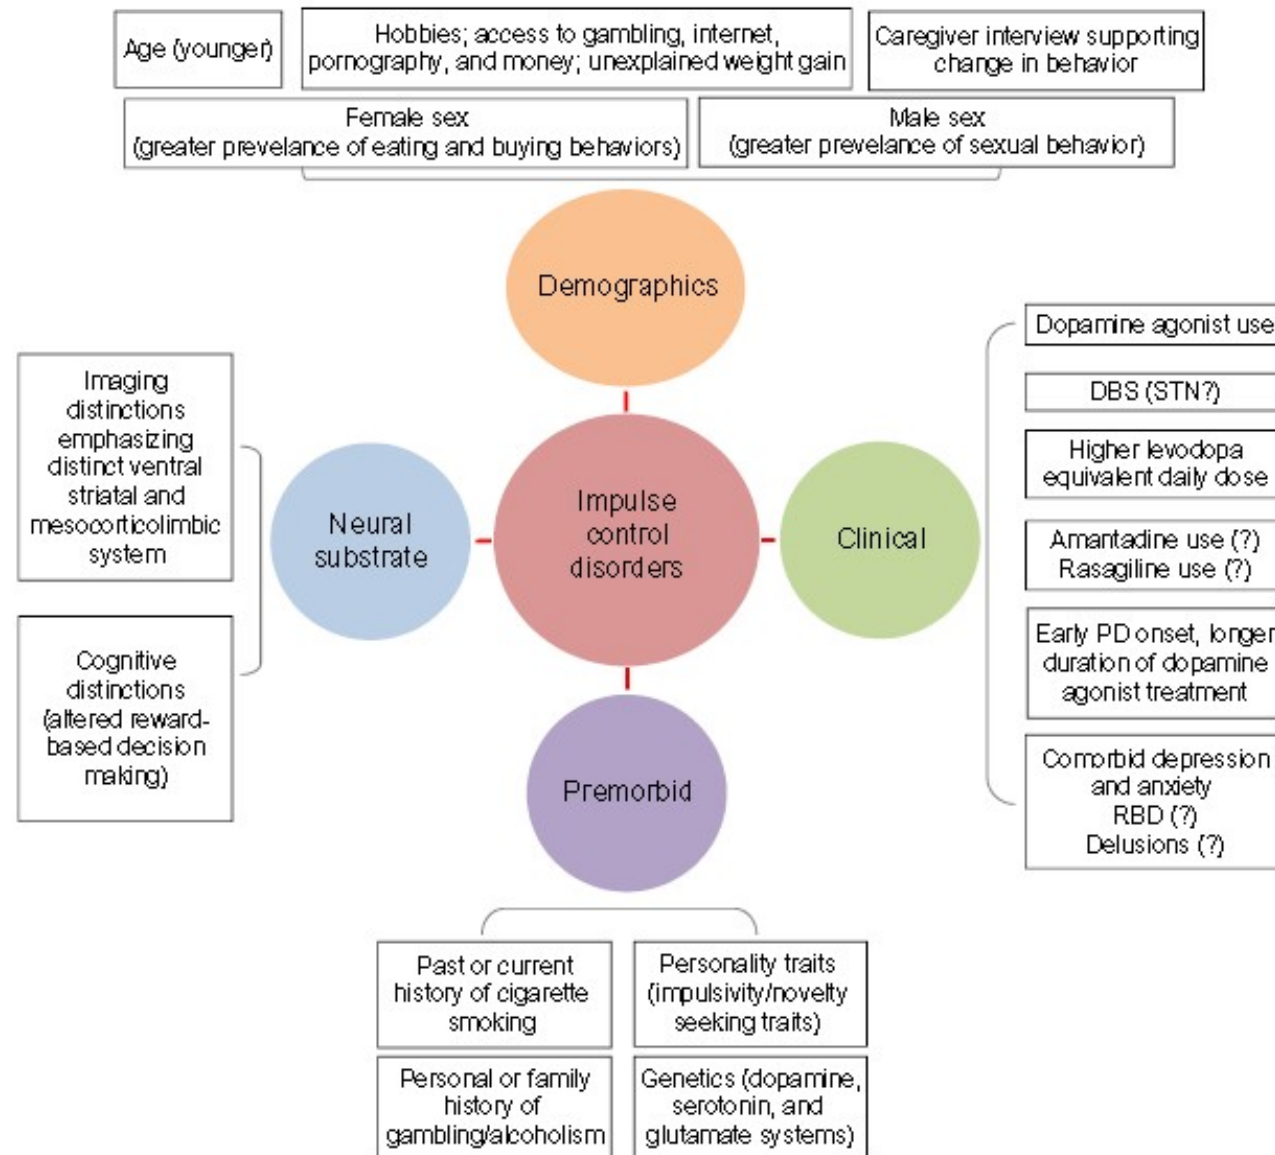 Age (younger)
Hobbies; access to gambling, internet,
pornography, and money; unexplained weight gain
Caregiver interview supporting
change in behavior
Female sex
(greater prevelance of eating and buying behaviors)
Male sex
(greater prevelance of sexual behavior)
Demographics
Imaging
distinctions
emphasizing
distinct ventral
striatal and
mesocorticolimbic
system
Cognitive
distinctions
(altered reward-
based decision
making)
Neural
substrate
Impulse
control
disorders
Clinical
Dopamine agonist use
DBS (STN?)
Higher levodopa
equivalent daily dose
Amantadine use (?)
Rasagiline use (?)
Early PD onset, longer
duration of dopamine
agonist treatment
Comorbid depression
and anxiety
RBD (?)
Delusions (?)
Premorbid
Past or current
history of cigarette
smoking
Personality traits
(impulsivity/novelty
seeking traits)
Personal or family
history of
gambling/alcoholism
Genetics (dopamine,
serotonin, and
glutamate systems)